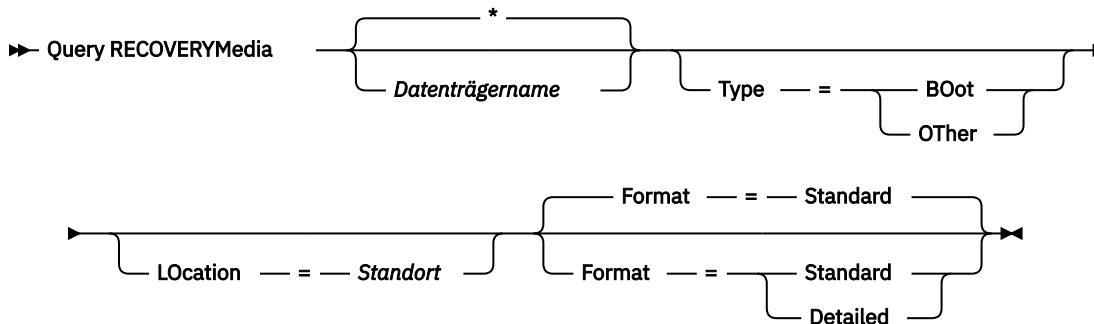 *
Query RECOVERYMedia
Datenträgername
Type = BOot
OTher
Format = Standard
LOcation = Standort
Format = Standard
Detailed